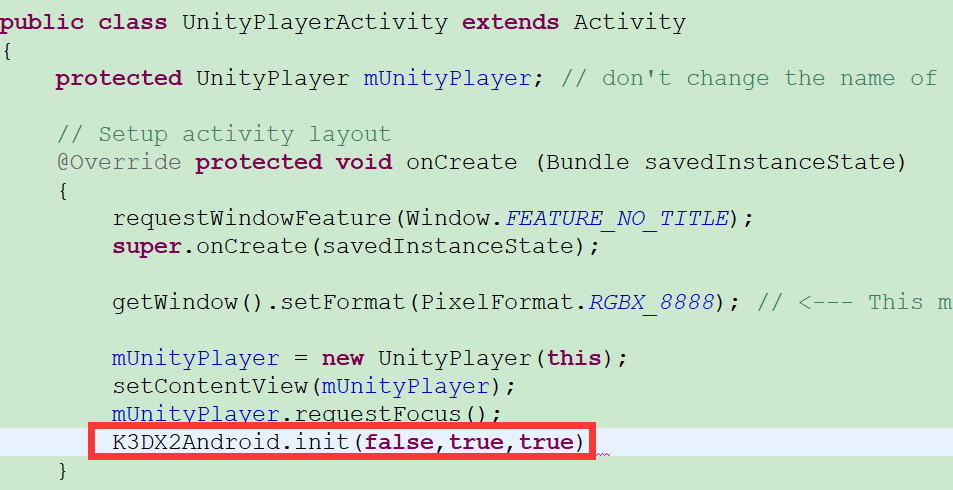 public class UnityPlayerActivity extends Activity
{
    protected UnityPlayer mUnityPlayer; // don't change the name of
    // Setup activity layout
    @Override protected void onCreate (Bundle savedInstanceState)
    {
        requestWindowFeature(Window.FEATURE_NO_TITLE);
        super.onCreate(savedInstanceState);
        getWindow().setFormat(PixelFormat.RGBX_8888); // <--- This m
        mUnityPlayer = new UnityPlayer(this);
        setContentView(mUnityPlayer);
        mUnityPlayer.requestFocus();
        K3DX2Android.init(false,true,true)
    }